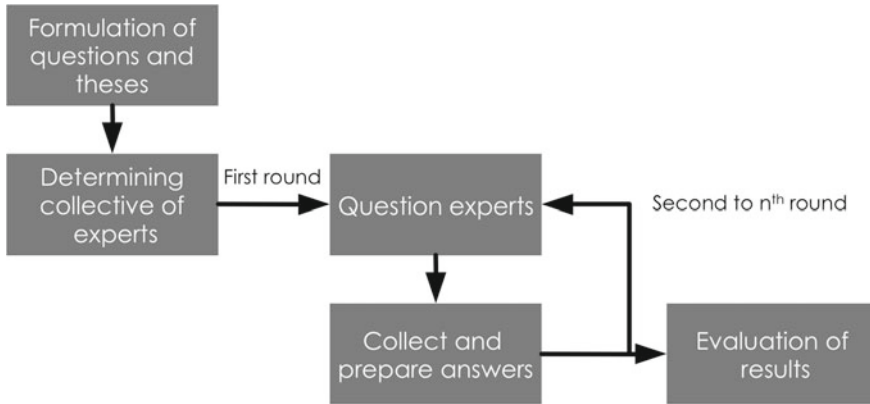 Formulation of
questions and
theses
Determining
collective of
experts
First round
Question experts
Second to nth round
Collect and
prepare answers
Evaluation of
results